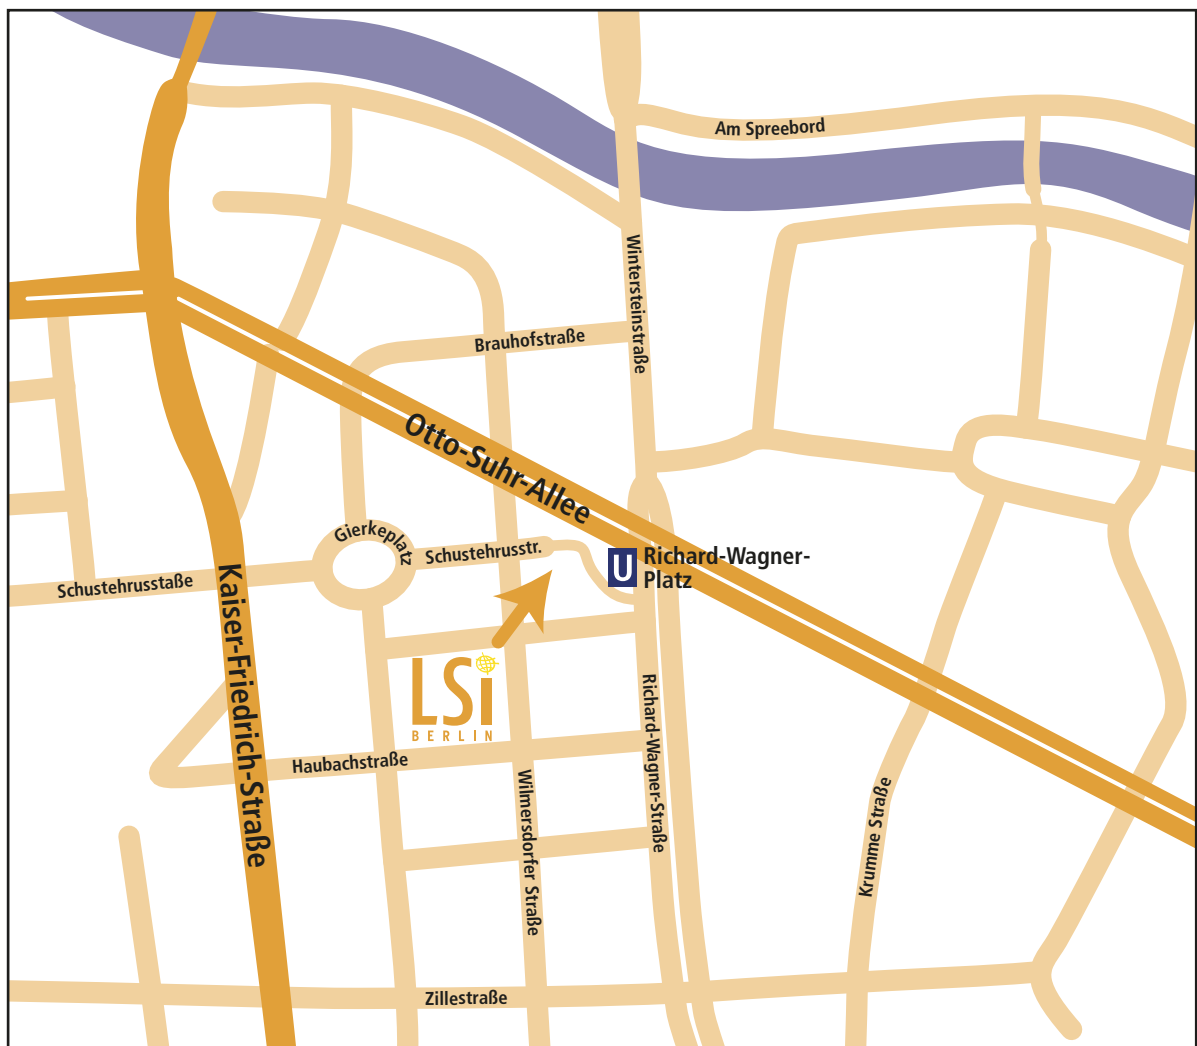 Am Spreebord
Wintersteinstraße
Brauhofstraße
Otto-Suhr-Allee
Gierkeplatz
Schustehrusstr.
U
Richard-Wagner-
Platz
Schustehrusstaße
Kaiser-Friedrich-Straße
LSi
BERLIN
Richard-Wagner-Straße
Haubachstraße
Wilmersdorfer Straße
Krumme Straße
Zillestraße